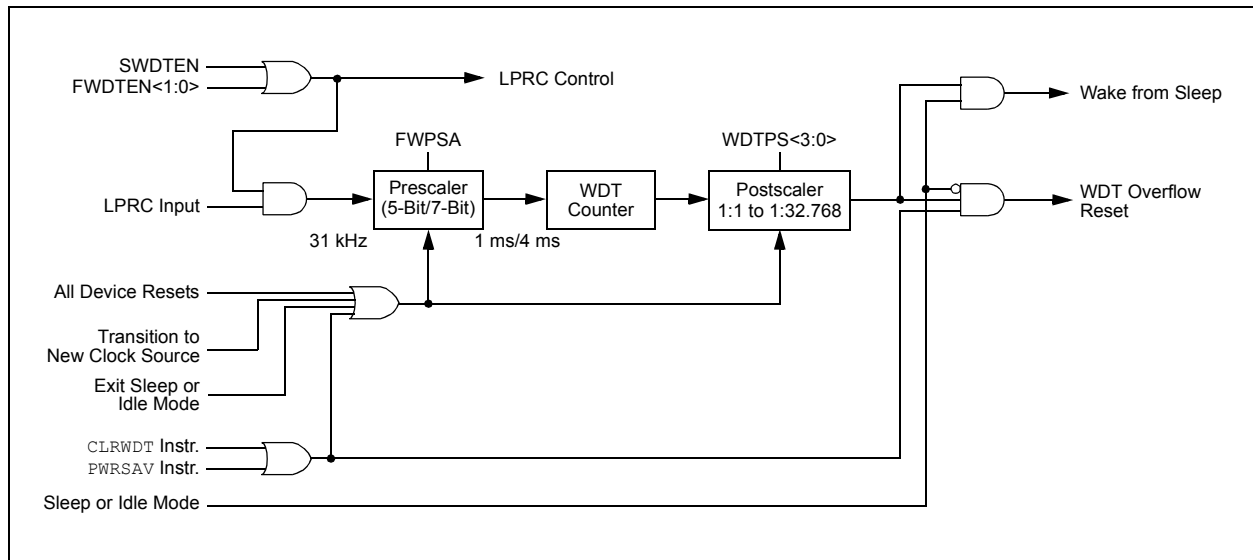 SWDTEN
FWDTEN<1:0>
LPRC Control
Wake from Sleep
FWPSA
WDTPS<3:0>
LPRC Input
Prescaler
(5-Bit/7-Bit)
WDT
Counter
Postscaler
1:1 to 1:32.768
WDT Overflow
Reset
31 kHz
1 ms/4 ms
All Device Resets
Transition to
New Clock Source
Exit Sleep or
Idle Mode
CLRWDT Instr.
PWRSAV Instr.
Sleep or Idle Mode